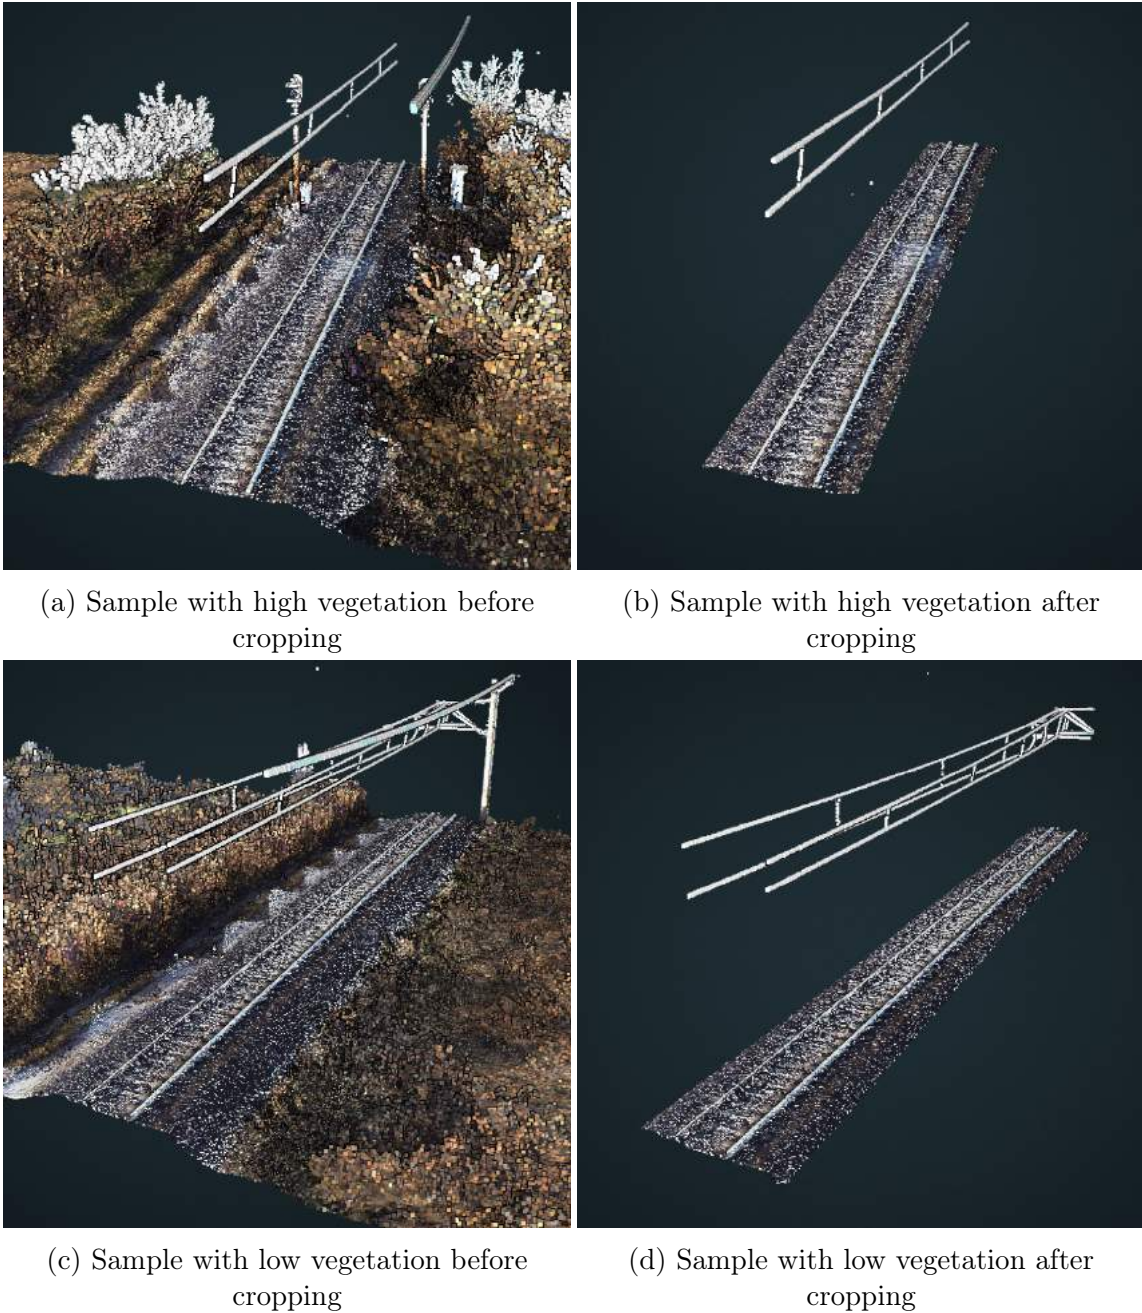 (a) Sample with high vegetation before
cropping
(b) Sample with high vegetation after
cropping
(c) Sample with low vegetation before
cropping
(d) Sample with low vegetation after
cropping